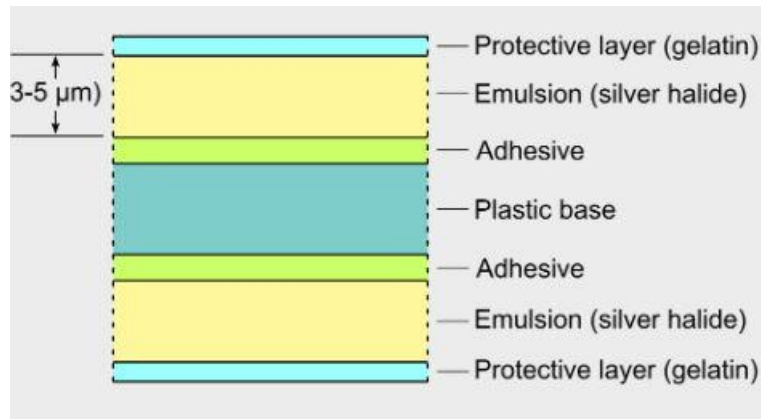 Protective layer (gelatin)
3-5 μm)
Emulsion (silver halide)
Adhesive
Plastic base
Adhesive
Emulsion (silver halide)
Protective layer (gelatin)